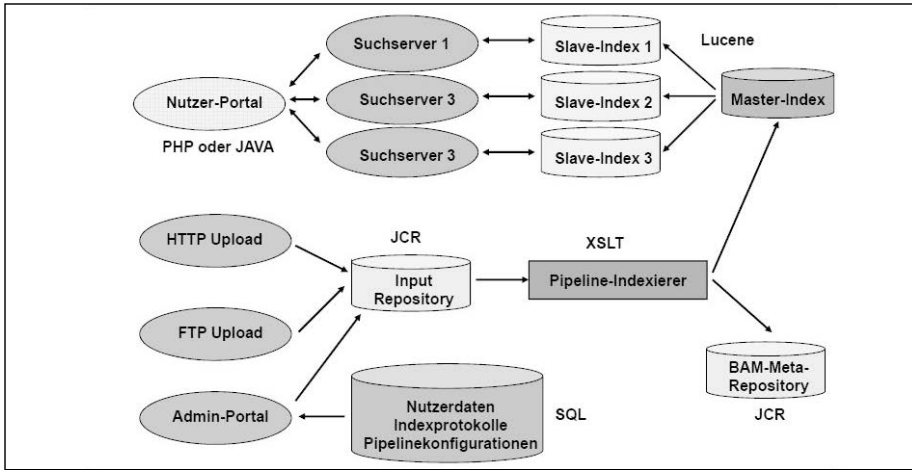 Suchserver 1
Slave-Index 1
Lucene
Nutzer-Portal
Suchserver 3
Slave-Index 2
Master-Index
PHP oder JAVA
Suchserver 3
Slave-Index 3
HTTP Upload
JCR
XSLT
Input
Repository
Pipeline-Indexierer
FTP Upload
BAM-Meta-
Repository
JCR
Admin-Portal
Nutzerdaten
Indexprotokolle
Pipelinekonfigurationen
SQL